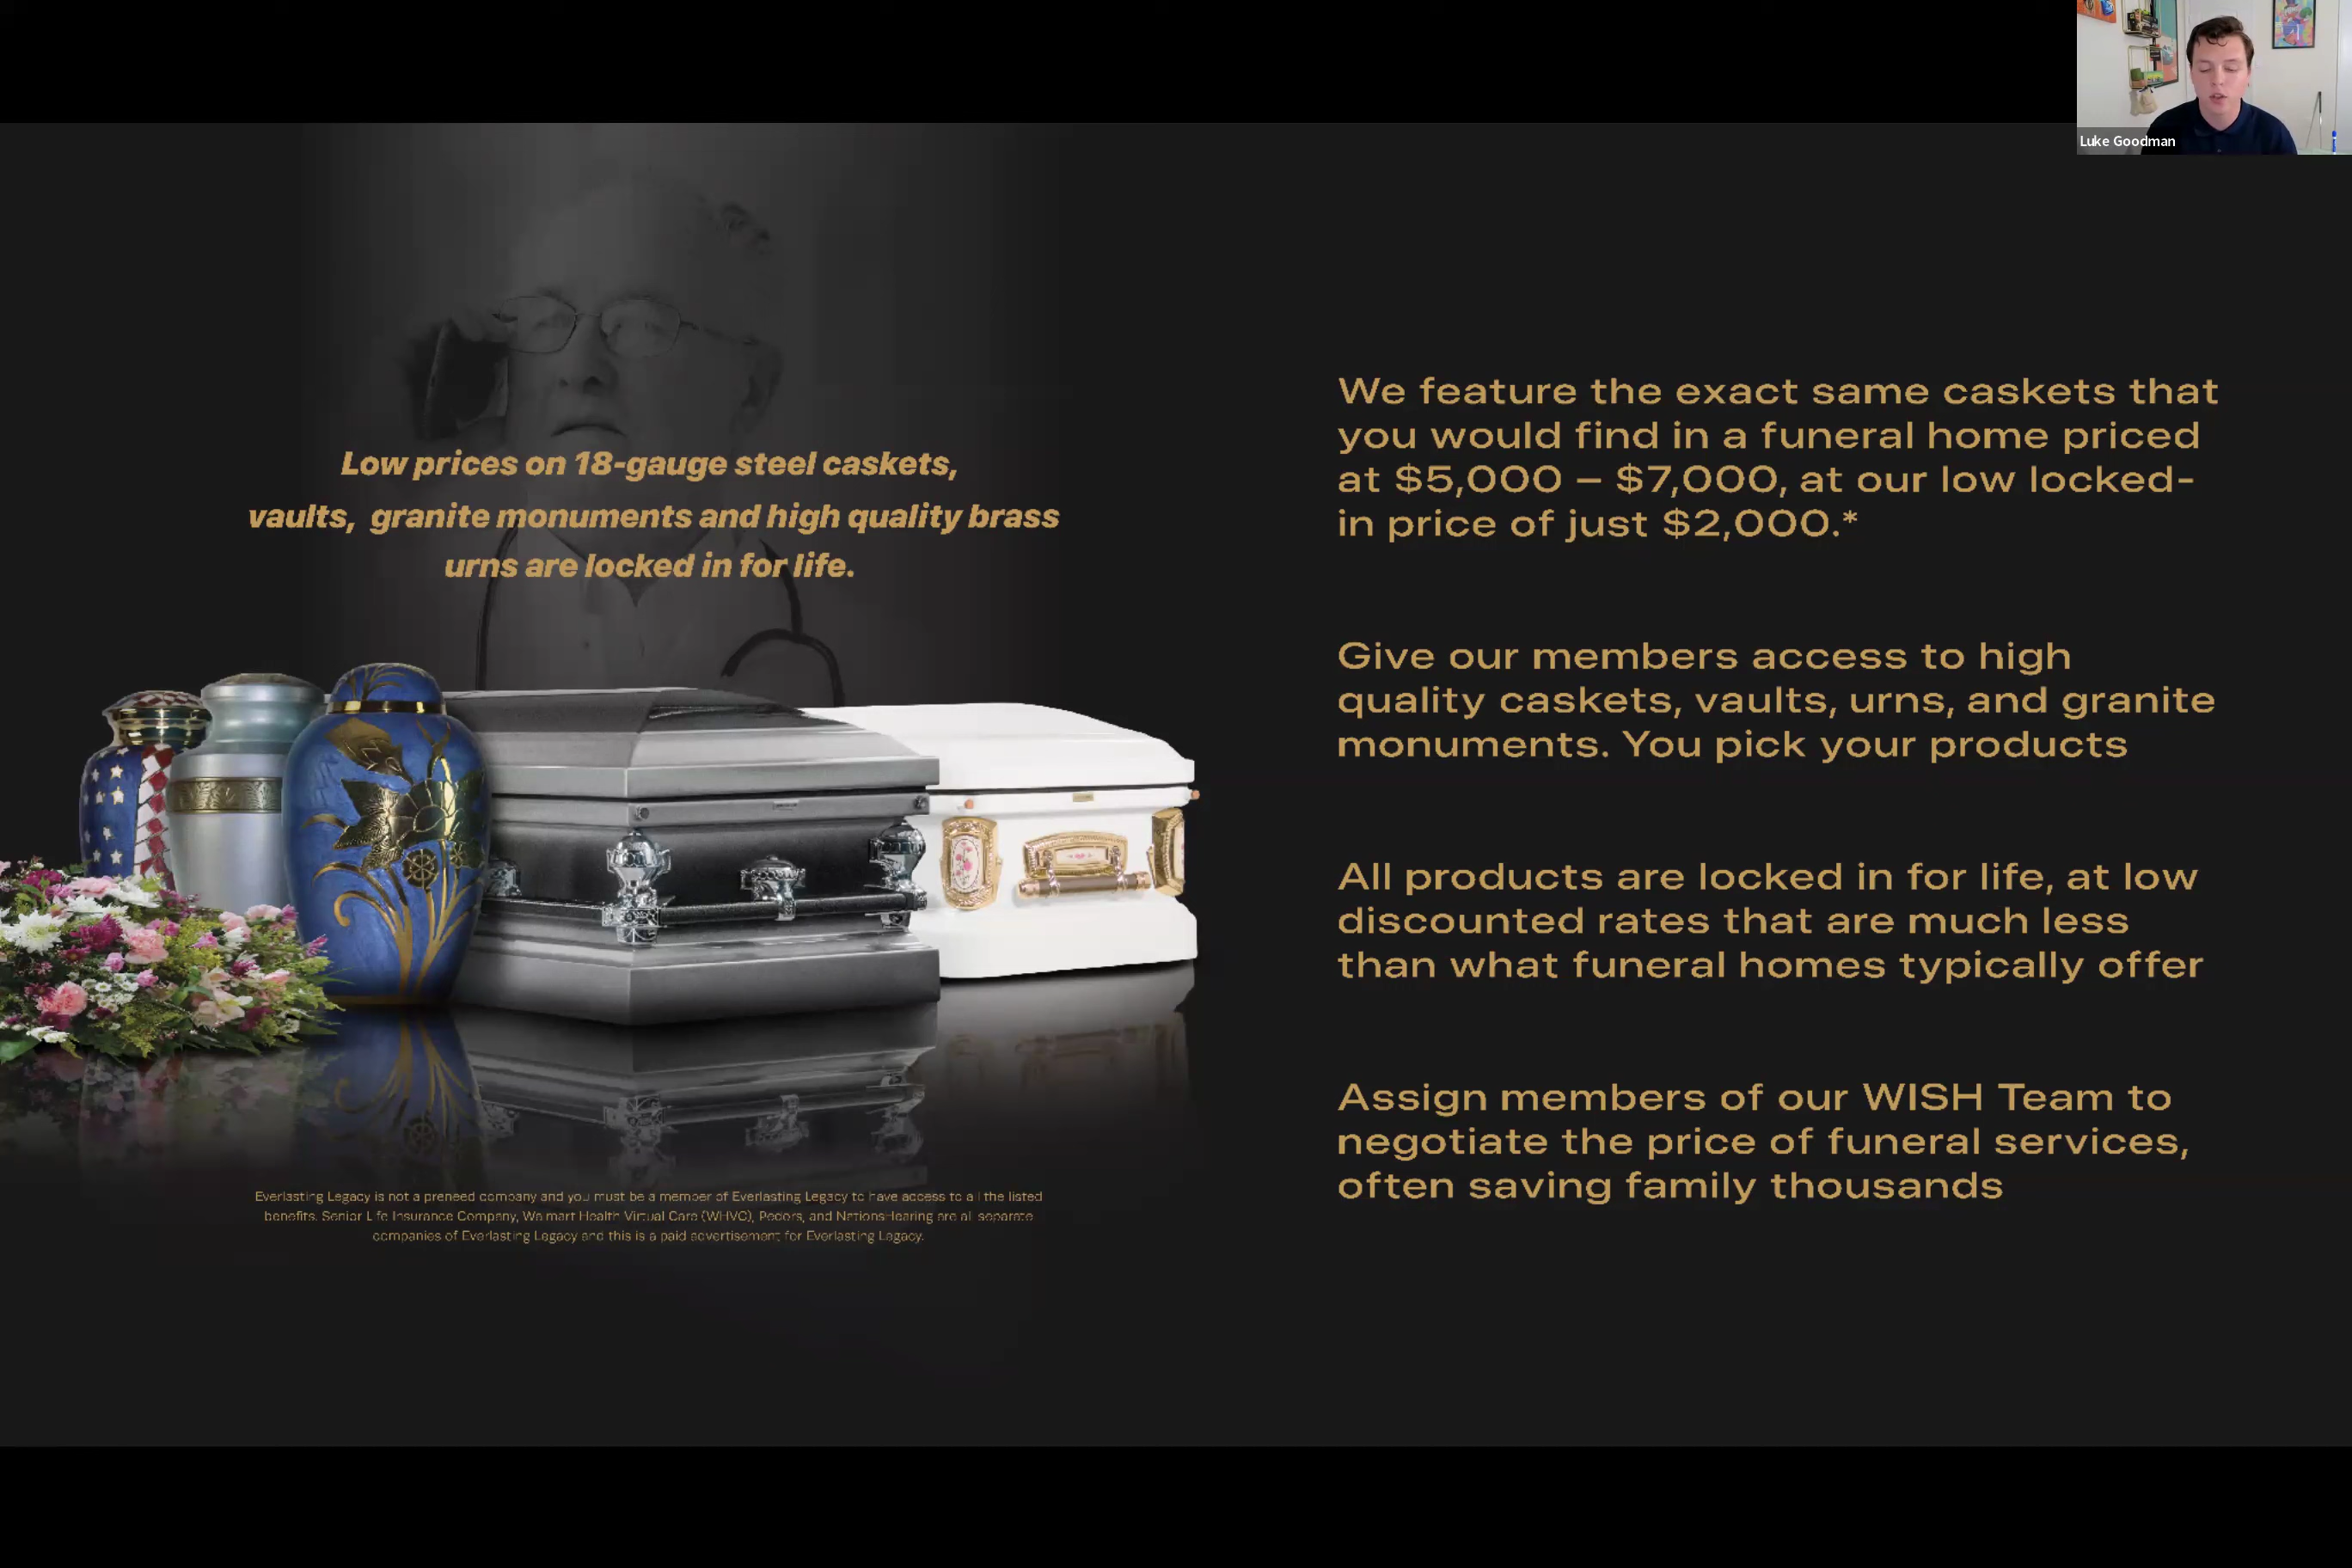 Luke Goodman
Low prices on 18-gauge steel caskets,
vaults, granite monuments and high quality brass
urns are locked in for life.
We feature the exact same caskets that
you would find in a funeral home priced
at $5,000 – $7,000, at our low locked-
in price of just $2,000.*
Give our members access to high
quality caskets, vaults, urns, and granite
monuments. You pick your products
All products are locked in for life, at low
discounted rates that are much less
than what funeral homes typically offer
Assign members of our WISH Team to
negotiate the price of funeral services,
often saving family thousands
Everlasting Legacy is not a preneed company and you must be a member of Everlasting Legacy to have access to all the listed
benefits. Senior Life Insurance Company, Walmart Health Virtual Care (WHVC), Pedors, and NationsHearing are all separate
companies of Everlasting Legacy and this is a paid advertisement for Everlasting Legacy.